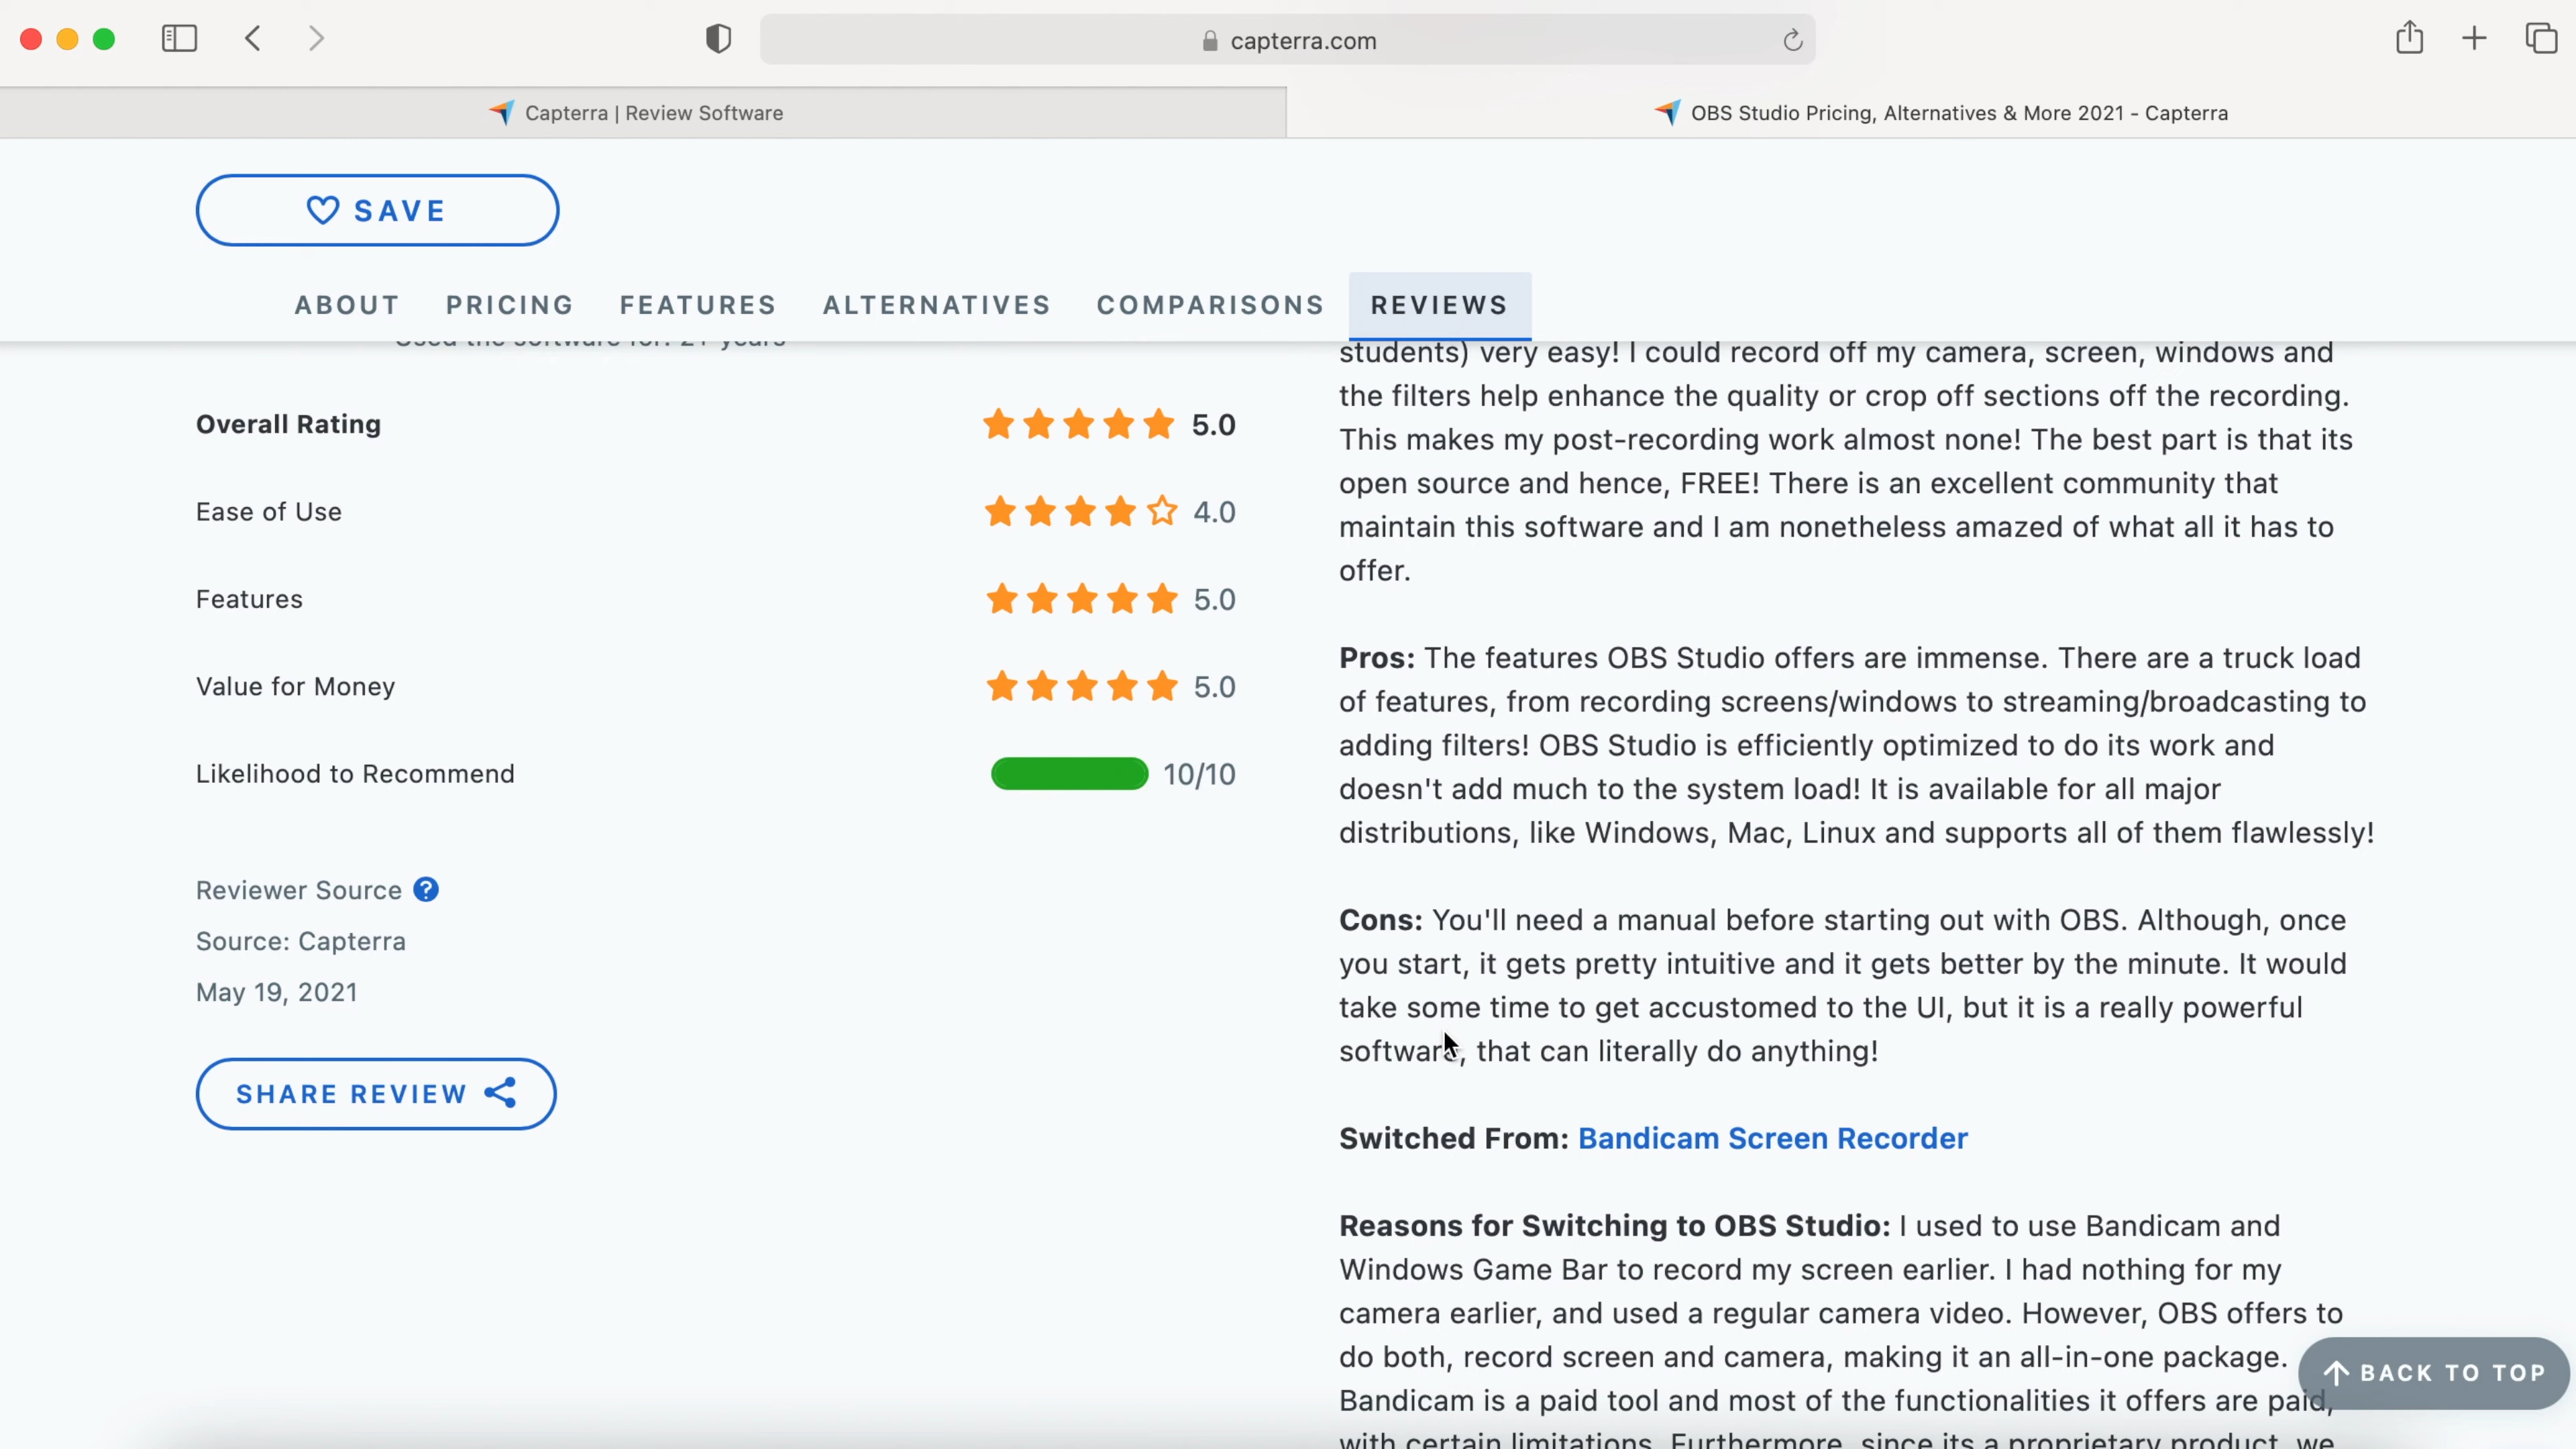 capterra.com
Capterra | Review Software
OBS Studio Pricing, Alternatives & More 2021 - Capterra
SAVE
ABOUT PRICING FEATURES ALTERNATIVES COMPARISONS REVIEWS
Used the software for: 2+ years
Overall Rating 5.0
Ease of Use 4.0
Features 5.0
Value for Money 5.0
Likelihood to Recommend 10/10
Reviewer Source ?
Source: Capterra
May 19, 2021
SHARE REVIEW
students) very easy! I could record off my camera, screen, windows and
the filters help enhance the quality or crop off sections off the recording.
This makes my post-recording work almost none! The best part is that its
open source and hence, FREE! There is an excellent community that
maintain this software and I am nonetheless amazed of what all it has to
offer.
Pros: The features OBS Studio offers are immense. There are a truck load
of features, from recording screens/windows to streaming/broadcasting to
adding filters! OBS Studio is efficiently optimized to do its work and
doesn't add much to the system load! It is available for all major
distributions, like Windows, Mac, Linux and supports all of them flawlessly!
Cons: You'll need a manual before starting out with OBS. Although, once
you start, it gets pretty intuitive and it gets better by the minute. It would
take some time to get accustomed to the UI, but it is a really powerful
software, that can literally do anything!
Switched From: Bandicam Screen Recorder
Reasons for Switching to OBS Studio: I used to use Bandicam and
Windows Game Bar to record my screen earlier. I had nothing for my
camera earlier, and used a regular camera video. However, OBS offers to
do both, record screen and camera, making it an all-in-one package.
Bandicam is a paid tool and most of the functionalities it offers are paid,
with certain limitations. Furthermore, since its a proprietary product, we
BACK TO TOP